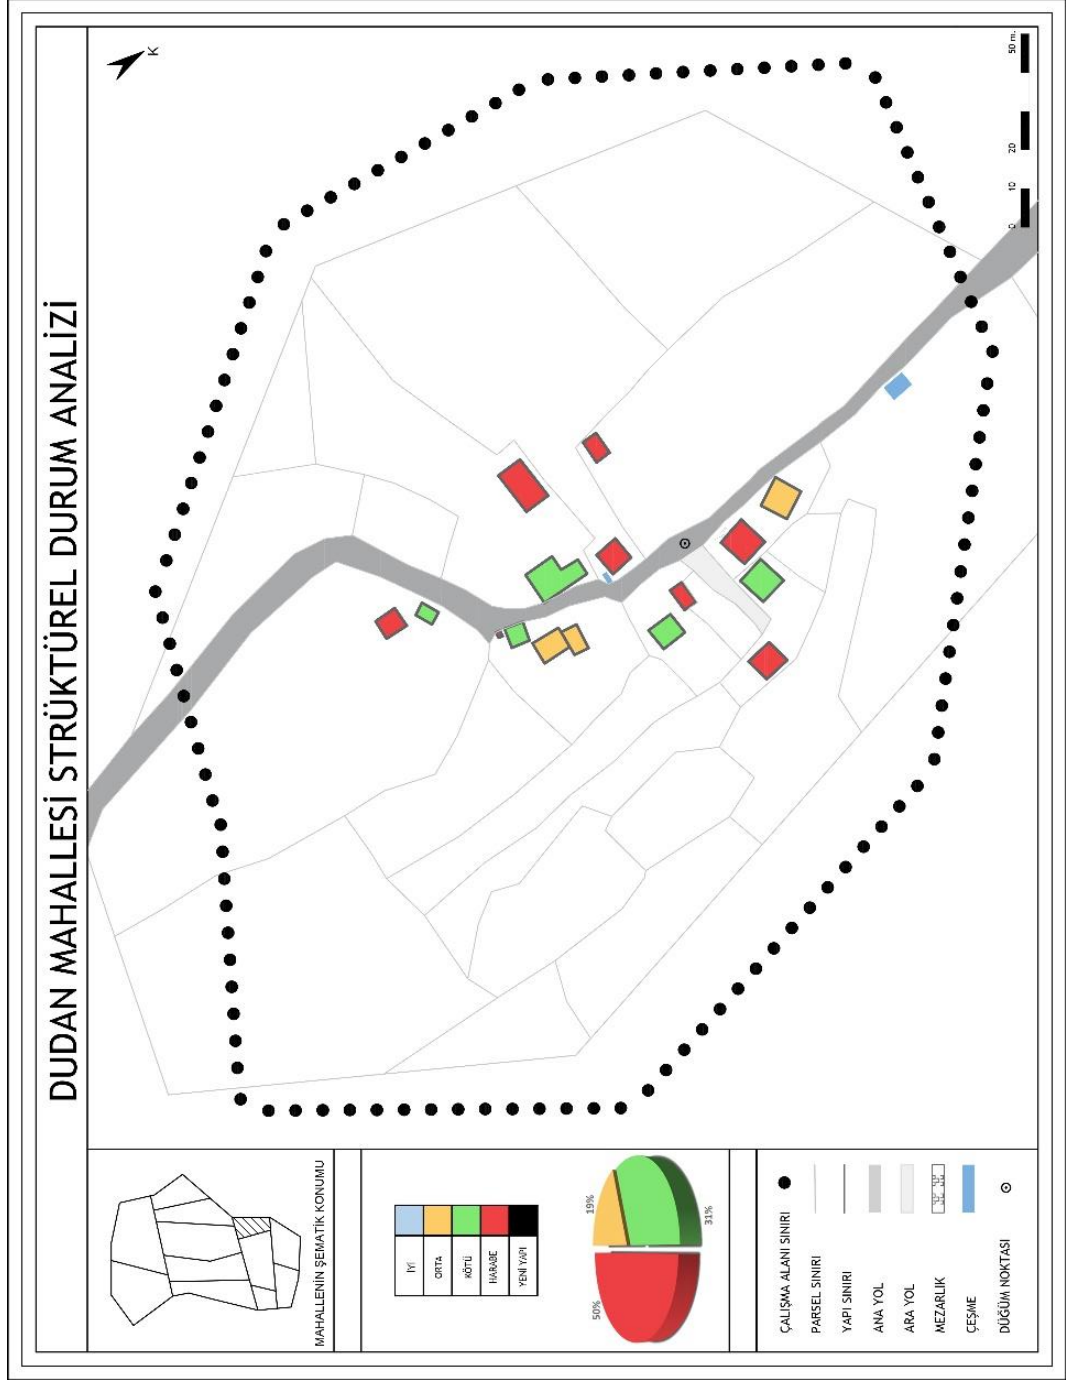 DUDAN MAHALLESİ STRÜKTÜREL DURUM ANALİZİ
K
0
10
20
50 m.
MAHALLENİN ŞEMATİK KONUMU
İYİ
ORTA
KÖTÜ
HARABE
YENİ YAPI
50%
19%
31%
ÇALIŞMA ALANI SINIRI
PARSEL SINIRI
YAPI SINIRI
ANA YOL
ARA YOL
MEZARLIK
ÇEŞME
DÜĞÜM NOKTASI